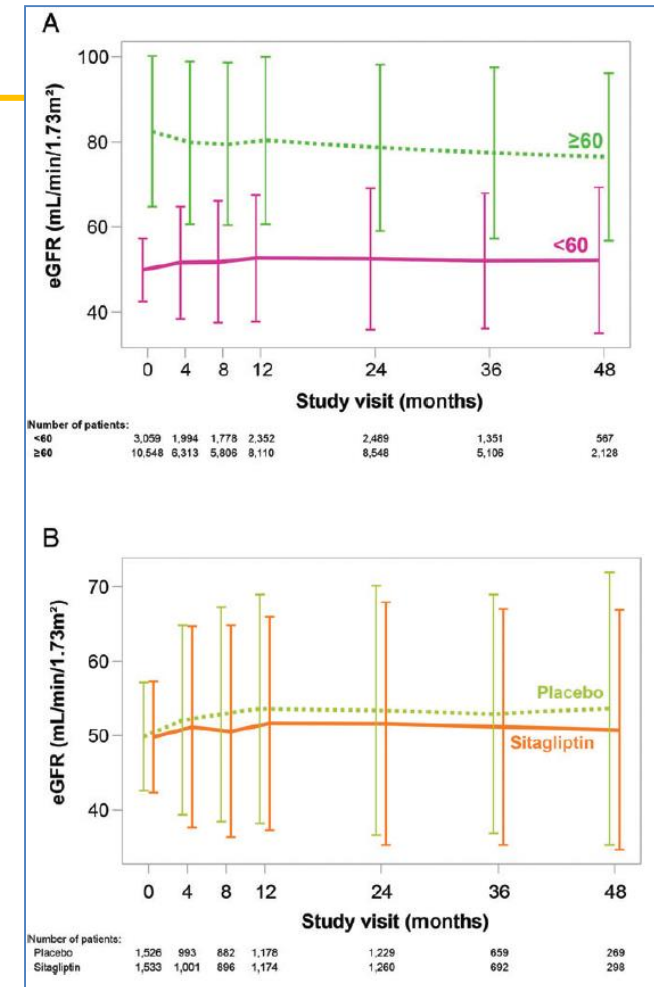 A
eGFR (mL/min/1.73m²)
100
80
60
40
≥60
<60
0 4 8 12 24 36 48
Study visit (months)
Number of patients:
<60 3,059 1,994 1,778 2,352 2,489 1,351 567
≥60 10,548 6,313 5,806 8,110 8,548 5,106 2,128
B
eGFR (mL/min/1.73m²)
70
60
50
40
Placebo
Sitagliptin
0 4 8 12 24 36 48
Study visit (months)
Number of patients:
Placebo 1,526 993 882 1,178 1,229 659 269
Sitagliptin 1,533 1,001 896 1,174 1,260 692 298